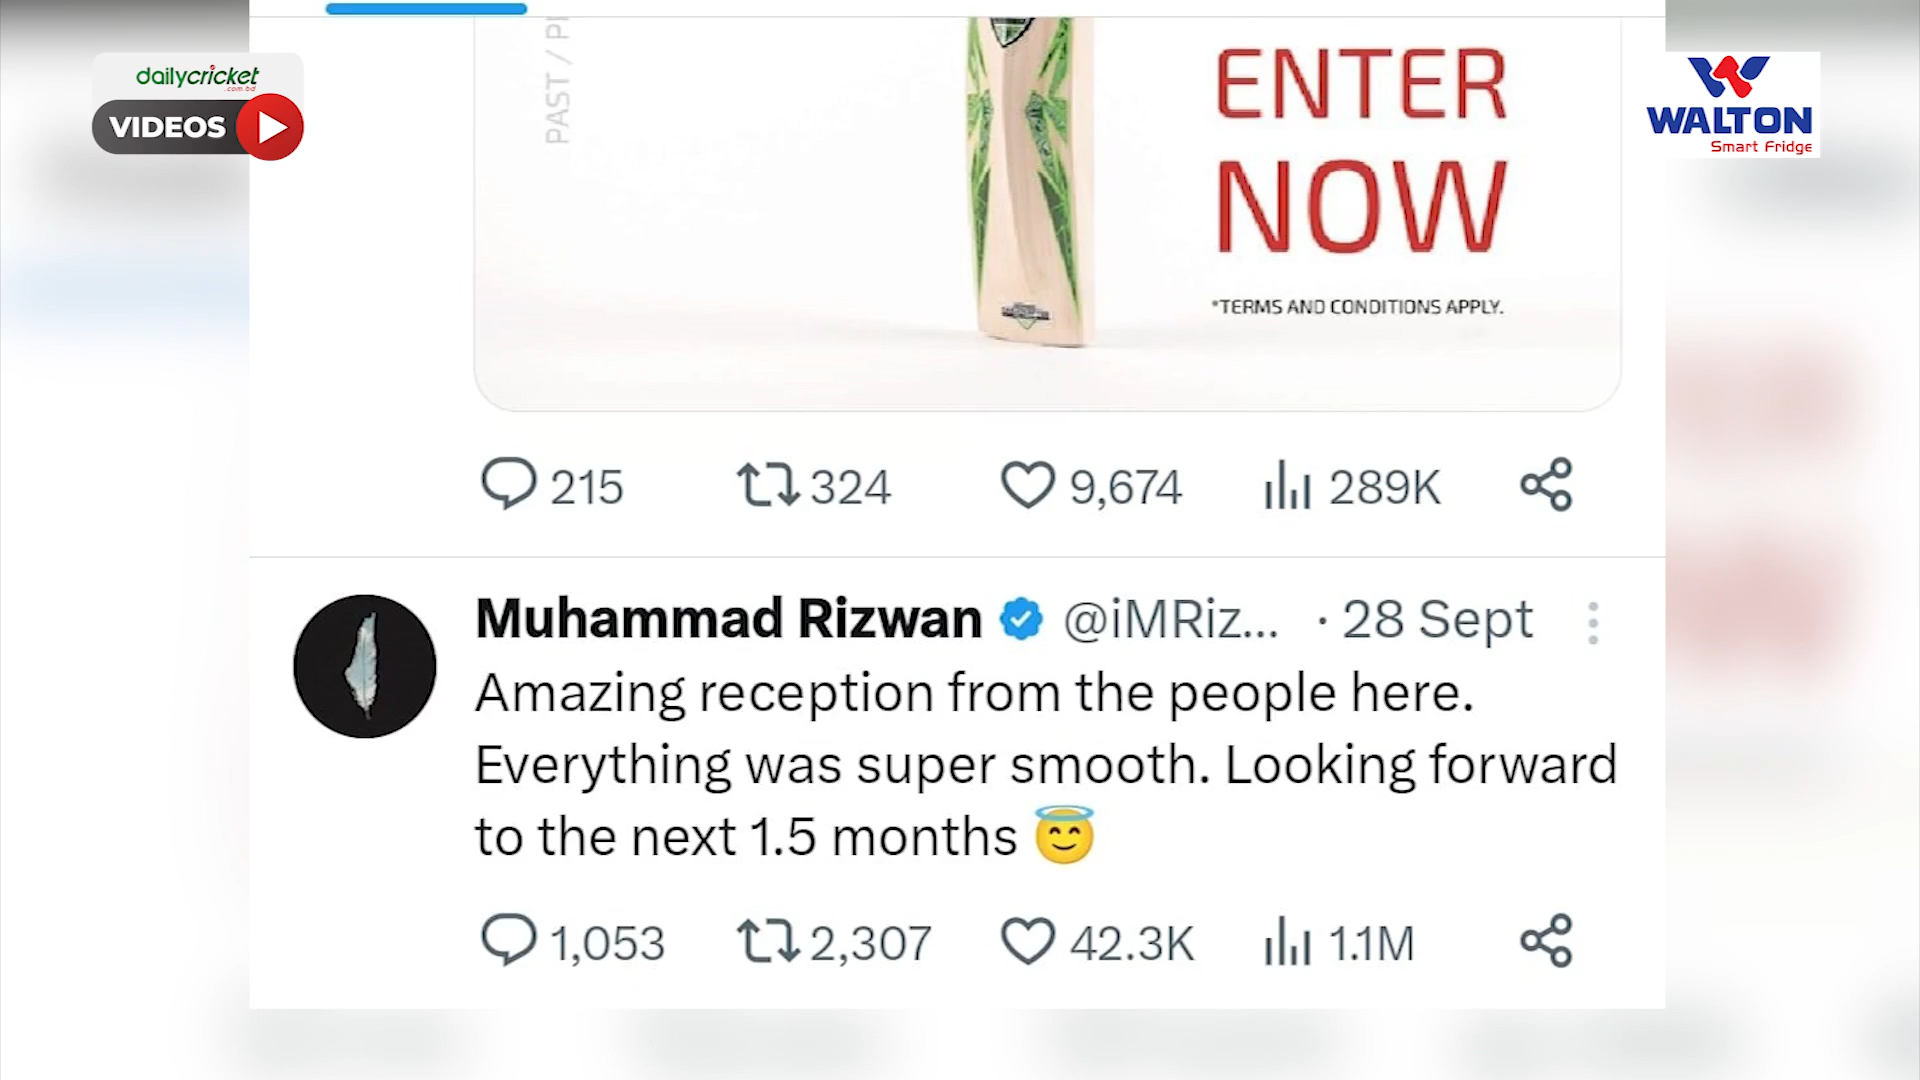 dailycricket
.com.bd
VIDEOS
WALTON
Smart Fridge
PAST / P
ENTER
NOW
*TERMS AND CONDITIONS APPLY.
215 324 9,674 289K
Muhammad Rizwan @iMRiz... · 28 Sept
Amazing reception from the people here.
Everything was super smooth. Looking forward
to the next 1.5 months 😇
1,053 2,307 42.3K 1.1M